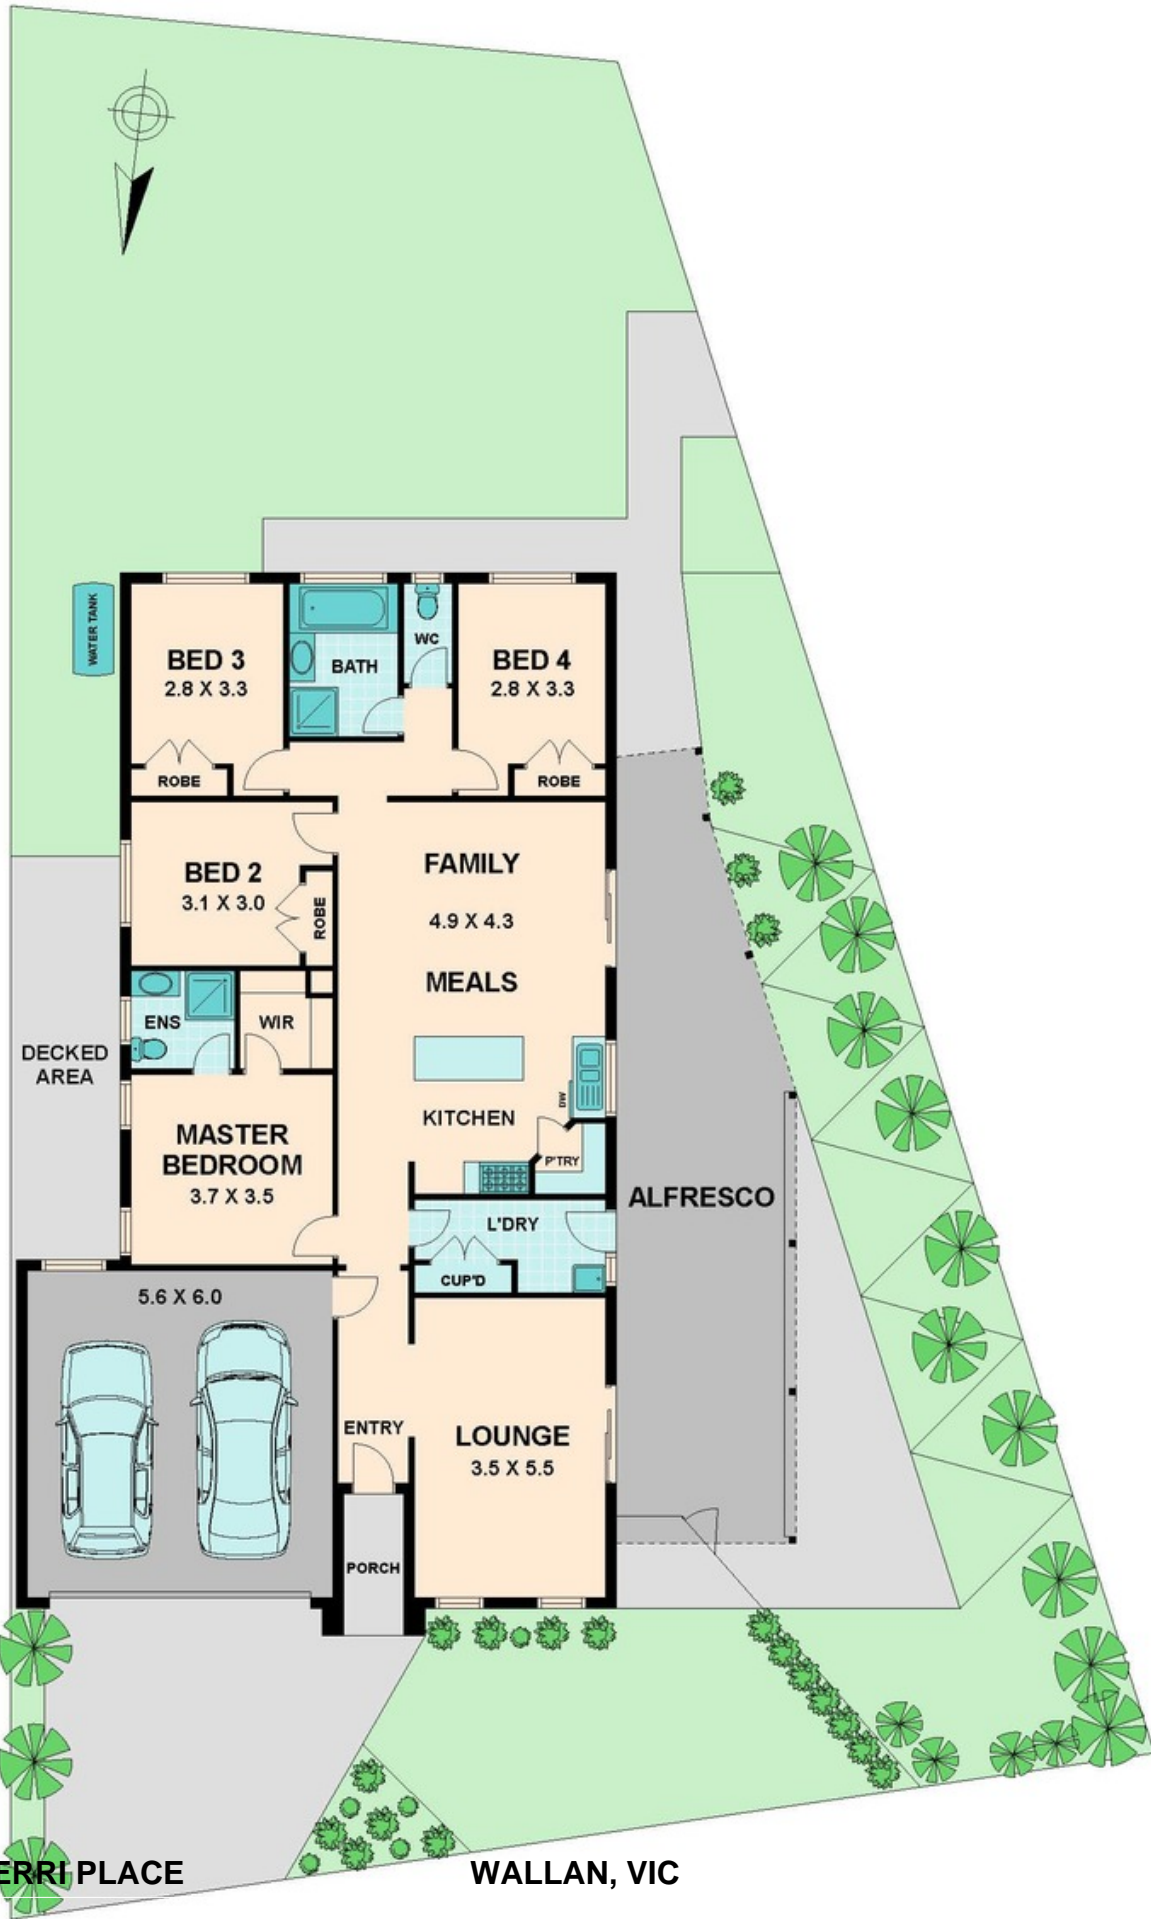 WATER TANK
BED 3
2.8 X 3.3
BATH
WC
BED 4
2.8 X 3.3
ROBE
ROBE
BED 2
3.1 X 3.0
ROBE
FAMILY
4.9 X 4.3
MEALS
ENS
WIR
DECKED
AREA
DW
KITCHEN
P'TRY
MASTER
BEDROOM
3.7 X 3.5
ALFRESCO
L'DRY
CUP'D
5.6 X 6.0
ENTRY
LOUNGE
3.5 X 5.5
PORCH
ERRI PLACE
WALLAN, VIC